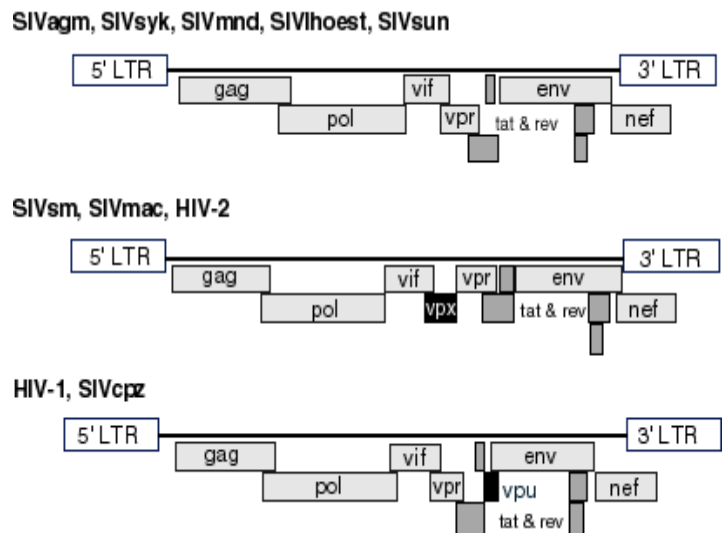 SIVagm, SIVsyk, SIVmnd, SIVlhoest, SIVsun
5' LTR 3' LTR
gag vif env
pol vpr tat & rev nef
SIVsm, SIVmac, HIV-2
5' LTR 3' LTR
gag vif vpr env
pol vpx tat & rev nef
HIV-1, SIVcpz
5' LTR 3' LTR
gag vif env
pol vpr vpu nef
tat & rev